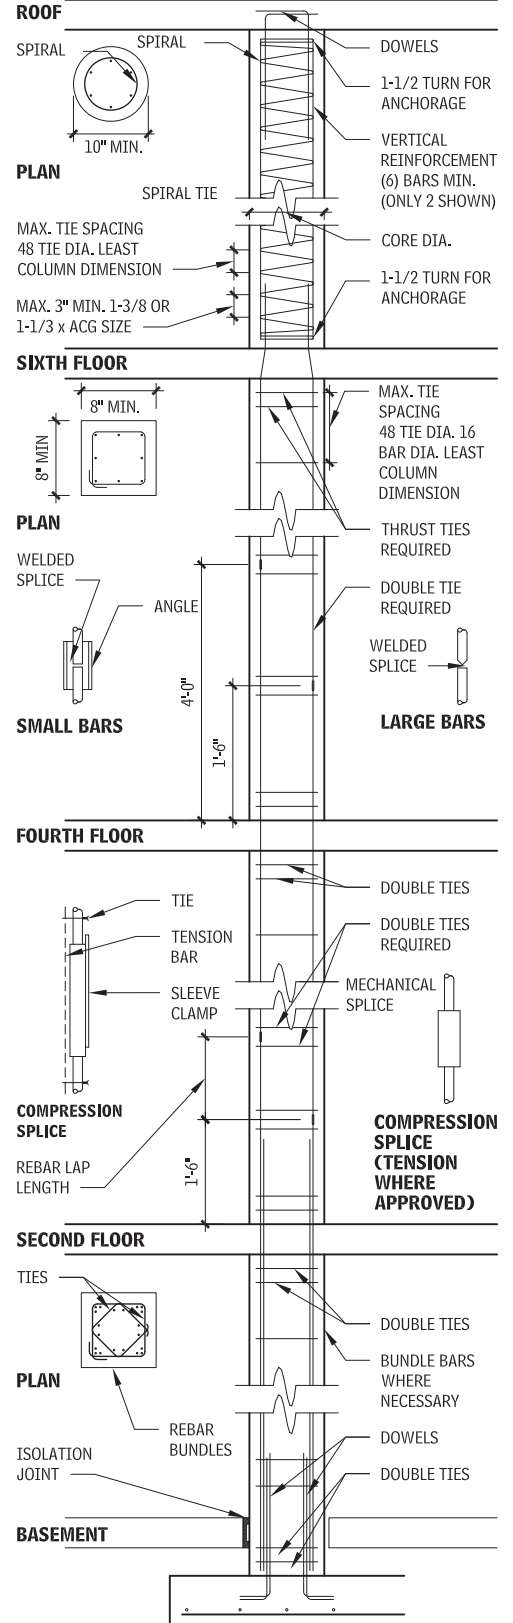 ROOF
SPIRAL
SPIRAL
DOWELS
1-1/2 TURN FOR
ANCHORAGE
10" MIN.
VERTICAL
REINFORCEMENT
(6) BARS MIN.
(ONLY 2 SHOWN)
PLAN
SPIRAL TIE
MAX. TIE SPACING
48 TIE DIA. LEAST
COLUMN DIMENSION
CORE DIA.
1-1/2 TURN FOR
ANCHORAGE
MAX. 3" MIN. 1-3/8 OR
1-1/3 x ACG SIZE
SIXTH FLOOR
8" MIN.
8" MIN
MAX. TIE
SPACING
48 TIE DIA. 16
BAR DIA. LEAST
COLUMN
DIMENSION
PLAN
THRUST TIES
REQUIRED
WELDED
SPLICE
ANGLE
DOUBLE TIE
REQUIRED
4'-0"
WELDED
SPLICE
SMALL BARS
LARGE BARS
1'-6"
FOURTH FLOOR
DOUBLE TIES
TIE
DOUBLE TIES
REQUIRED
TENSION
BAR
SLEEVE
CLAMP
MECHANICAL
SPLICE
COMPRESSION
SPLICE
COMPRESSION
SPLICE
(TENSION
WHERE
APPROVED)
REBAR LAP
LENGTH
1'-6"
SECOND FLOOR
TIES
DOUBLE TIES
BUNDLE BARS
WHERE
NECESSARY
PLAN
REBAR
BUNDLES
DOWELS
ISOLATION
JOINT
DOUBLE TIES
BASEMENT